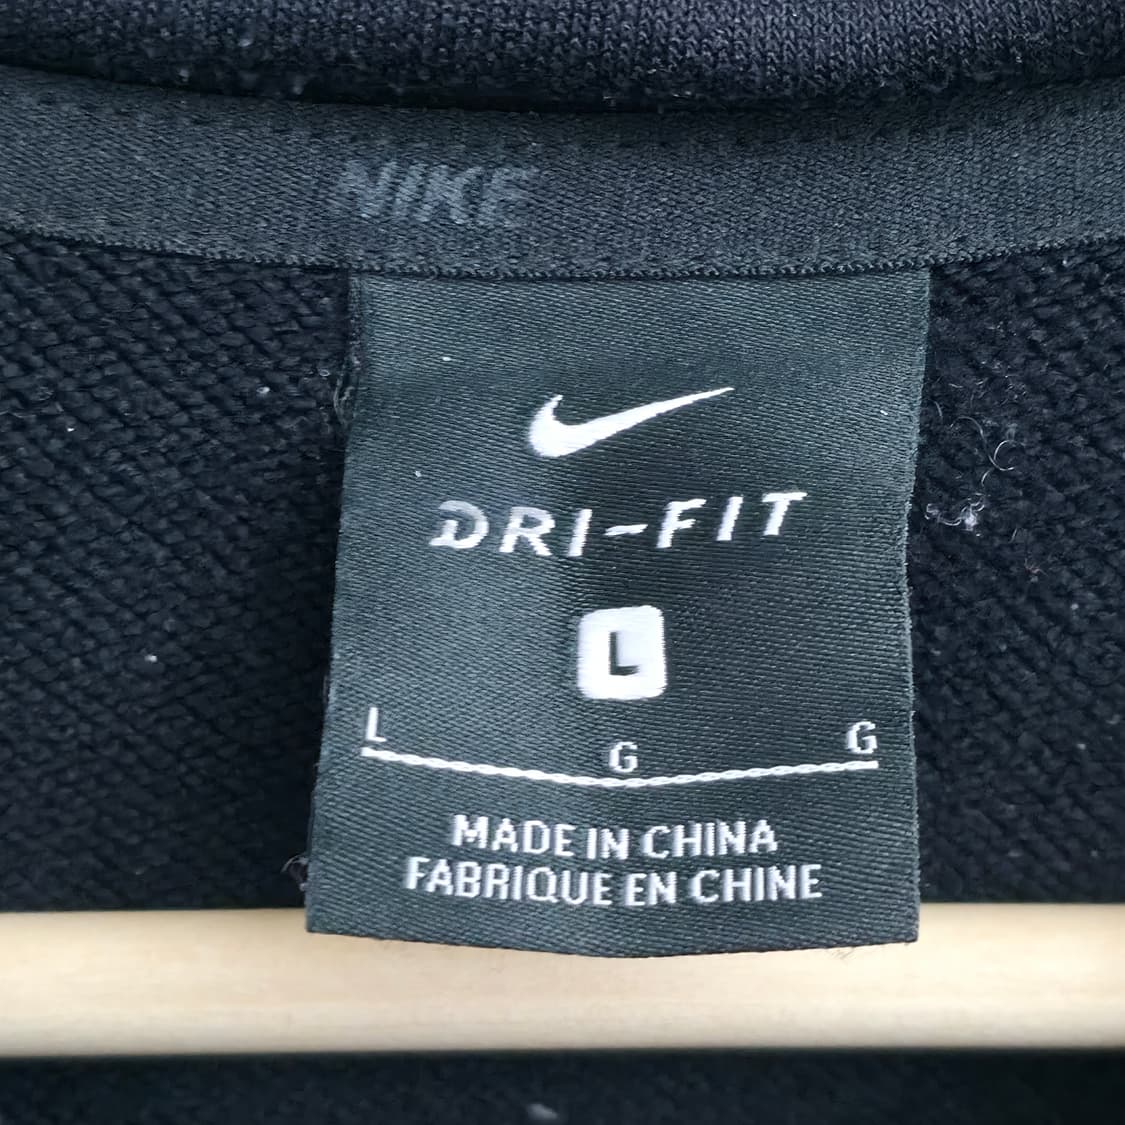 NIKE
DRI-FIT
L
L G G
MADE IN CHINA
FABRIQUE EN CHINE